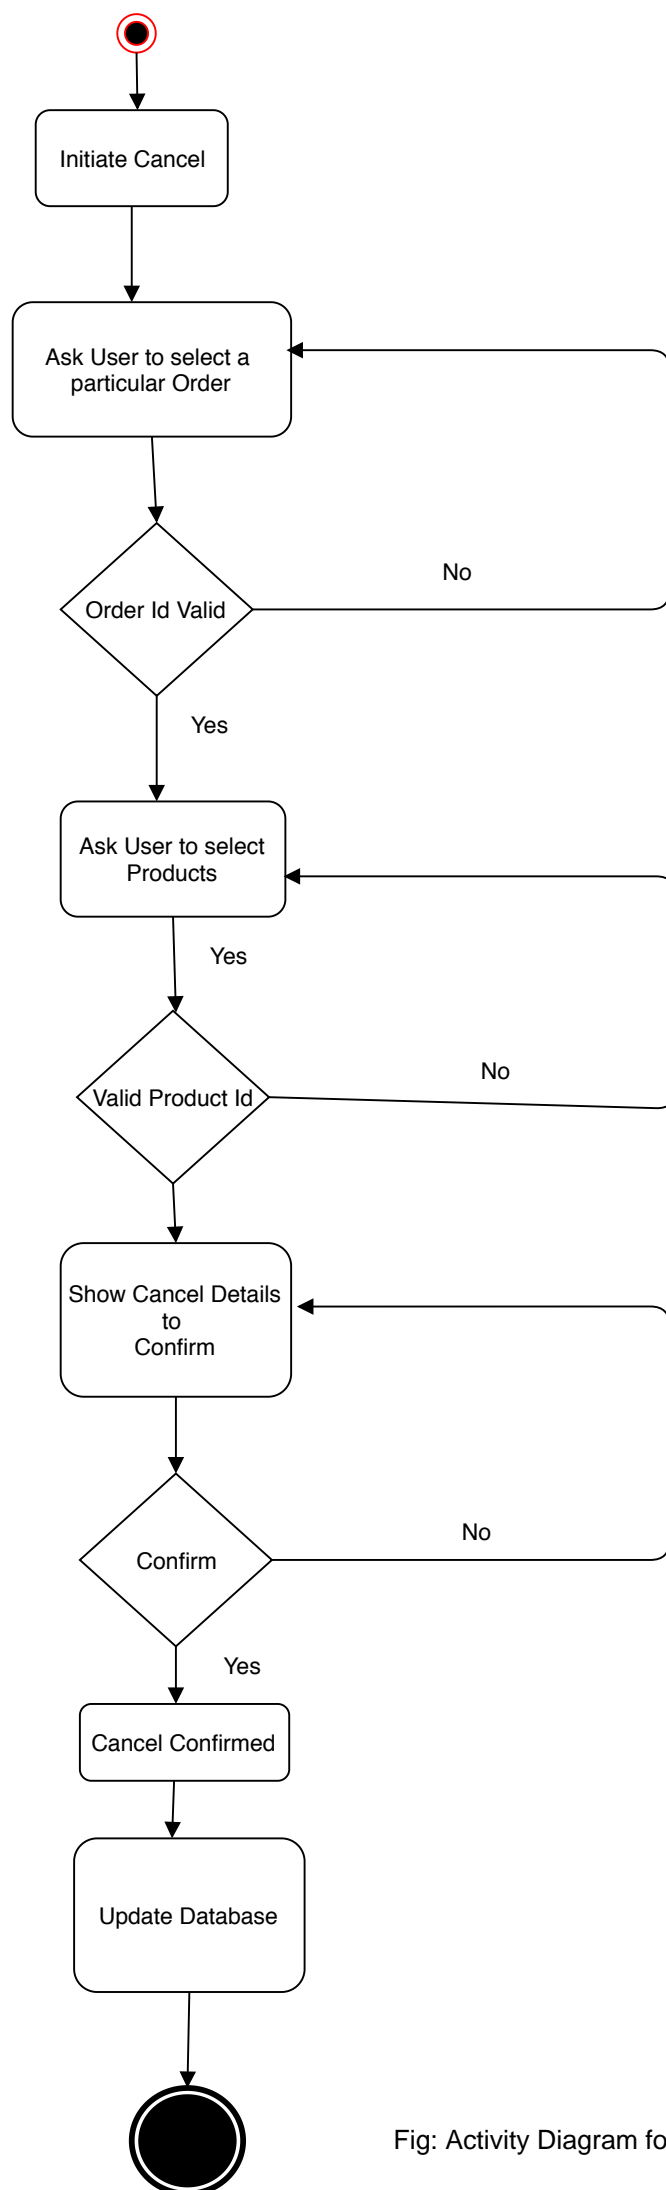 Initiate Cancel
Ask User to select a
particular Order
No
Order Id Valid
Yes
Ask User to select
Products
Yes
No
Valid Product Id
Show Cancel Details
to
Confirm
No
Confirm
Yes
Cancel Confirmed
Update Database
Fig: Activity Diagram fo